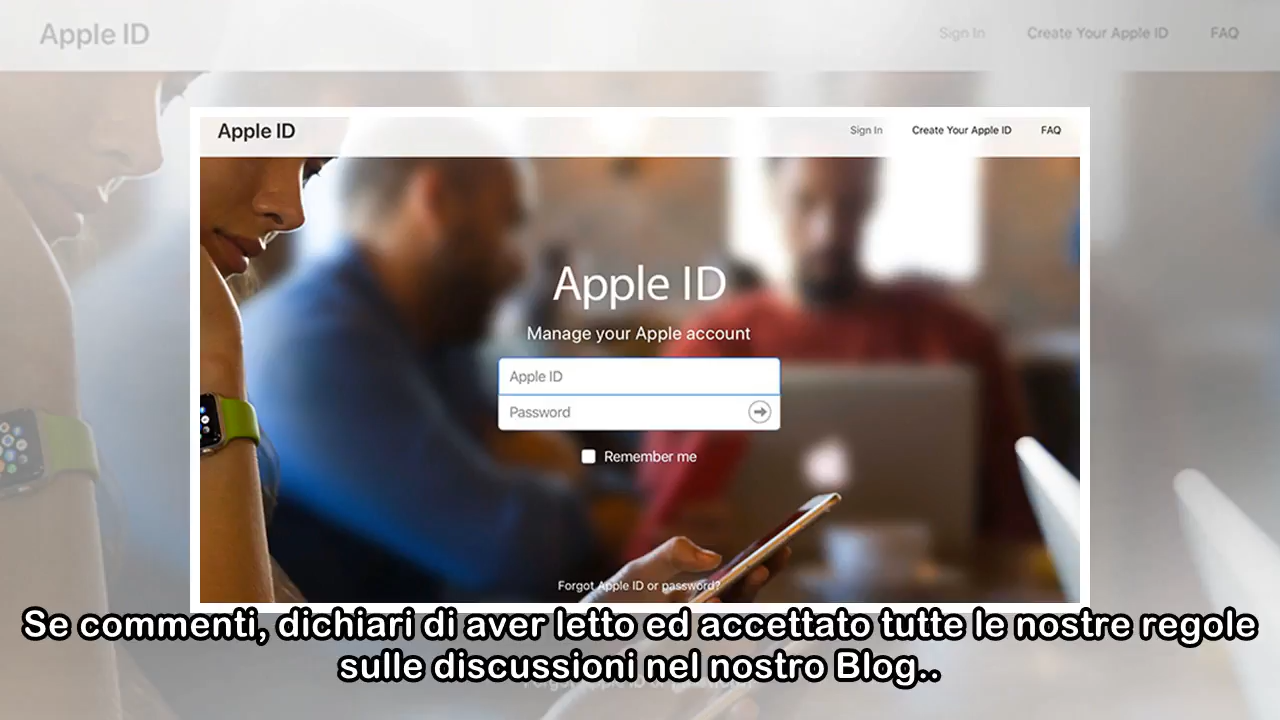 Apple ID
Sign In Create Your Apple ID FAQ
Apple ID
Sign In Create Your Apple ID FAQ
Apple ID
Manage your Apple account
Apple ID
Password
Remember me
Forgot Apple ID or password?
Se commenti, dichiari di aver letto ed accettato tutte le nostre regole
sulle discussioni nel nostro Blog..